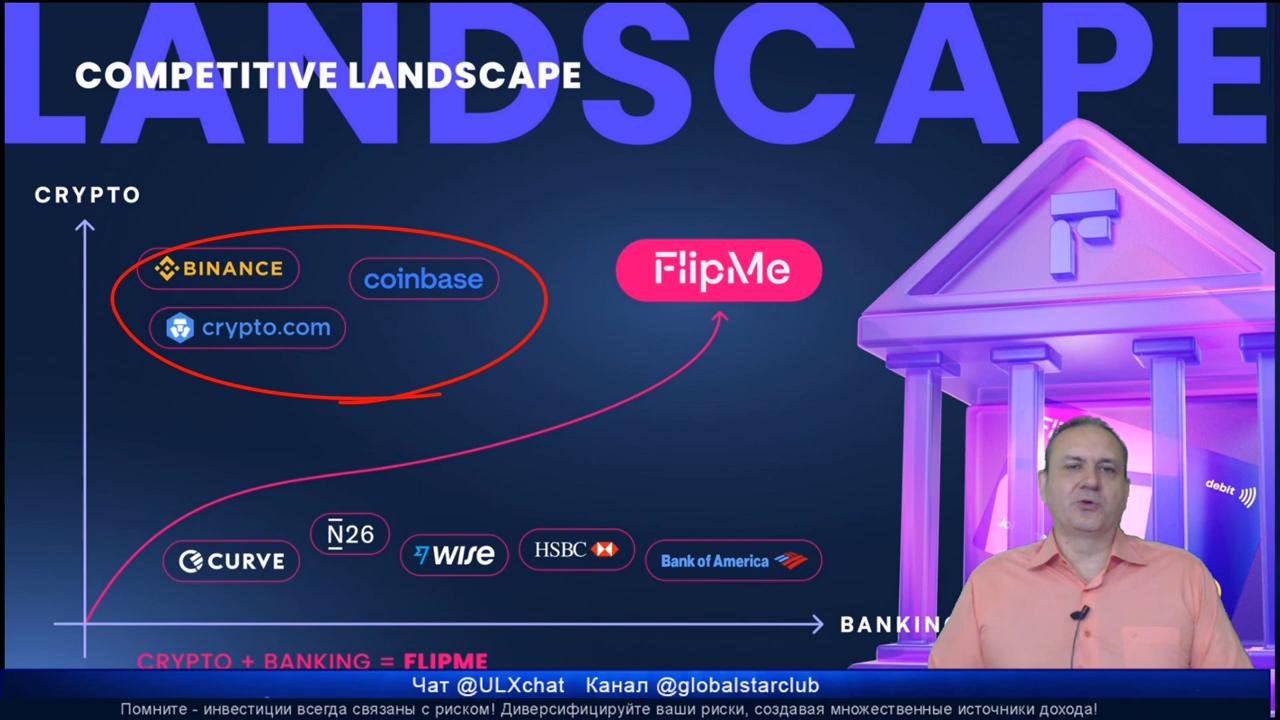 LANDSCAPE
COMPETITIVE LANDSCAPE
CRYPTO
BINANCE
coinbase
crypto.com
FlipMe
debit
CURVE
N26
WISE
HSBC
Bank of America
BANKING
CRYPTO + BANKING = FLIPME
Чат @ULXchat Канал @globalstarclub
Помните - инвестиции всегда связаны с риском! Диверсифицируйте ваши риски, создавая множественные источники дохода!